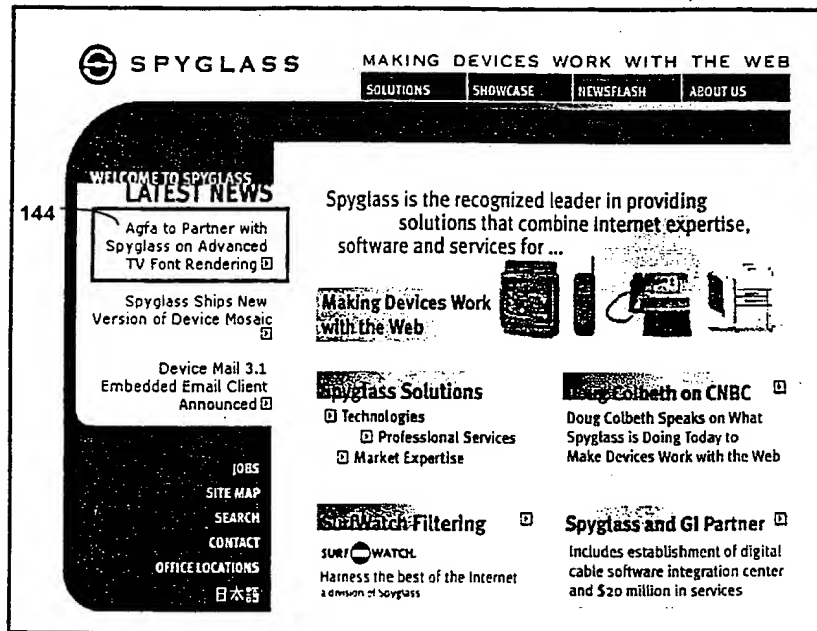 SPYGLASS
MAKING DEVICES WORK WITH THE WEB
SOLUTIONS
SHOWCASE
NEWSFLASH
ABOUT US
WELCOME TO SPYGLASS
LATEST NEWS
144
Agfa to Partner with
Spyglass on Advanced
TV Font Rendering
Spyglass Ships New
Version of Device Mosaic
Device Mail 3.1
Embedded Email Client
Announced
JOBS
SITE MAP
SEARCH
CONTACT
OFFICE LOCATIONS
日本語
Spyglass is the recognized leader in providing
solutions that combine Internet expertise,
software and services for ...
Making Devices Work
with the Web
Spyglass Solutions
Technologies
Professional Services
Market Expertise
Doug Colbeth on CNBC
Doug Colbeth Speaks on What
Spyglass is Doing Today to
Make Devices Work with the Web
SurfWatch Filtering
SURF WATCH.
Harness the best of the Internet
a division of Spyglass
Spyglass and GI Partner
Includes establishment of digital
cable software integration center
and $20 million in services